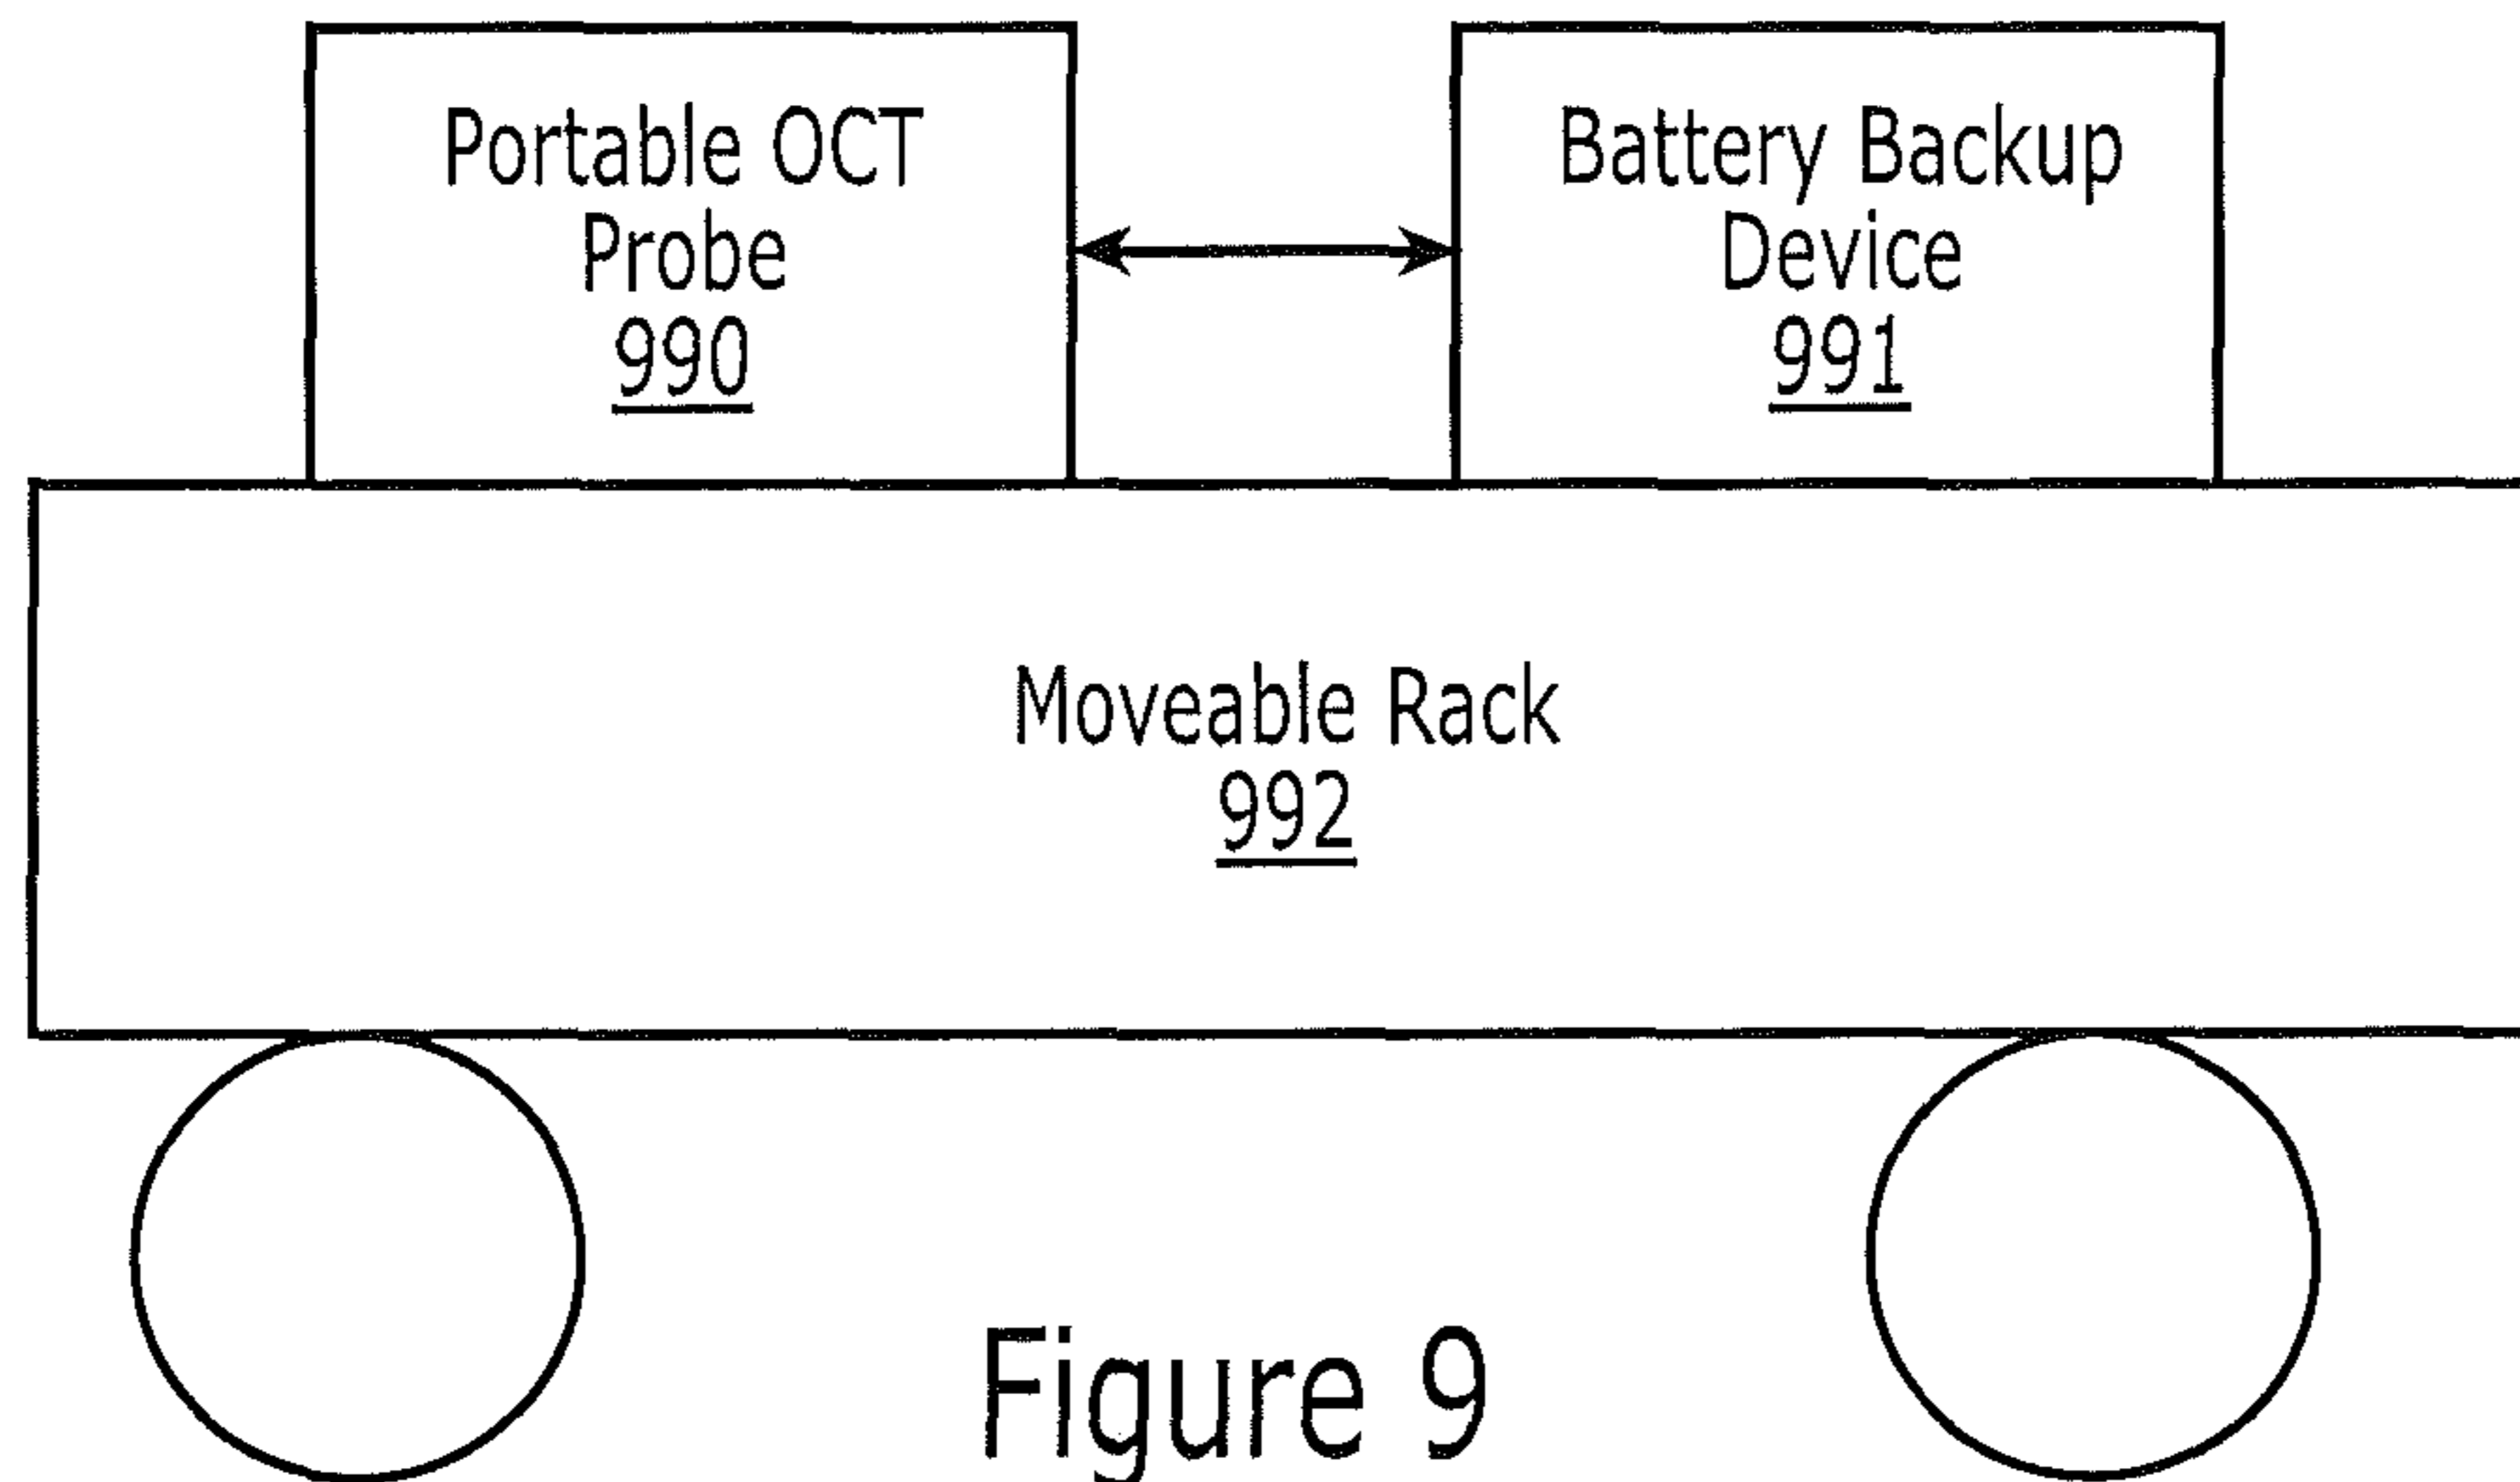 Portable OCT
Probe
990
Battery Backup
Device
991
Moveable Rack
992
Figure 9